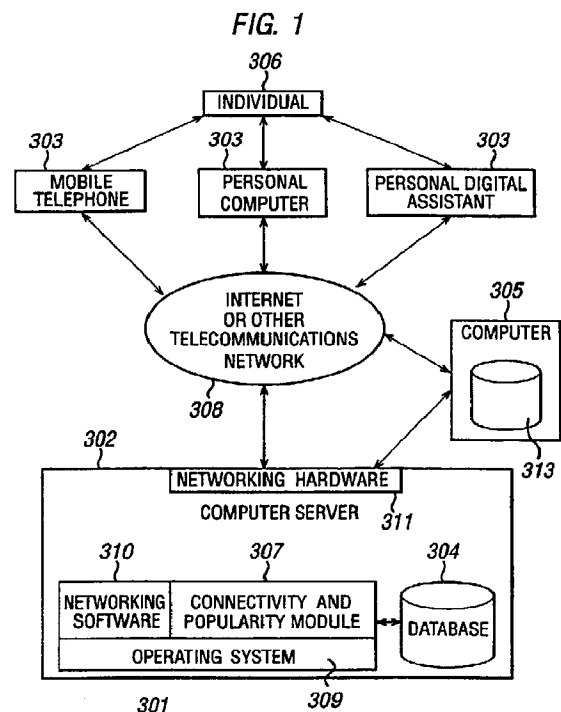 FIG. 1
306
INDIVIDUAL
303
303
303
MOBILE
TELEPHONE
PERSONAL
COMPUTER
PERSONAL DIGITAL
ASSISTANT
INTERNET
OR OTHER
TELECOMMUNICATIONS
NETWORK
308
305
COMPUTER
313
302
NETWORKING HARDWARE
311
COMPUTER SERVER
310
307
304
NETWORKING
SOFTWARE
CONNECTIVITY AND
POPULARITY MODULE
DATABASE
OPERATING SYSTEM
309
301